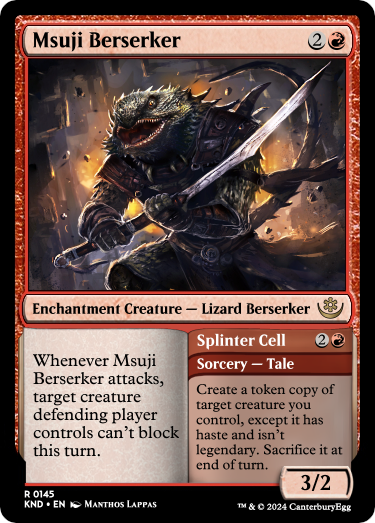 Msuji Berserker 2
Enchantment Creature — Lizard Berserker
Whenever Msuji
Berserker attacks,
target creature
defending player
controls can't block
this turn.
Splinter Cell 2
Sorcery — Tale
Create a token copy of
target creature you
control, except it has
haste and isn't
legendary. Sacrifice it at
end of turn.
3/2
R 0145
KND • EN Manthos Lappas
™ & © 2024 CanterburyEgg